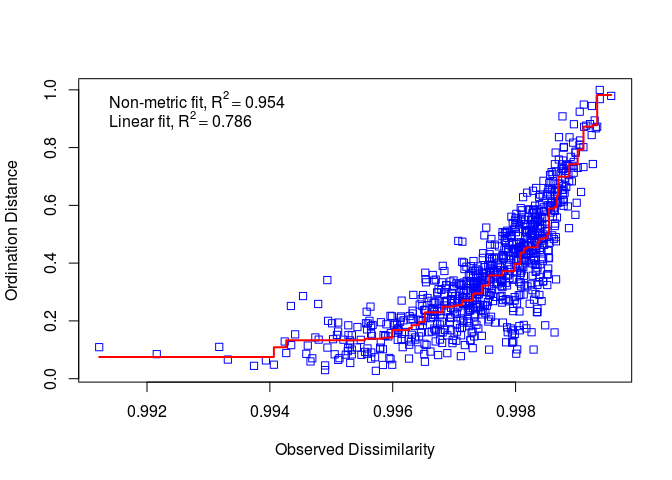 Non-metric fit, R² = 0.954
Linear fit, R² = 0.786
Ordination Distance
1.0
0.8
0.6
0.4
0.2
0.0
0.992 0.994 0.996 0.998
Observed Dissimilarity